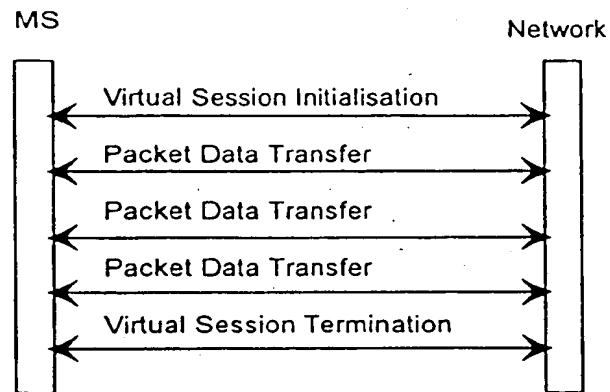 MS
Network
Virtual Session Initialisation
Packet Data Transfer
Packet Data Transfer
Packet Data Transfer
Virtual Session Termination